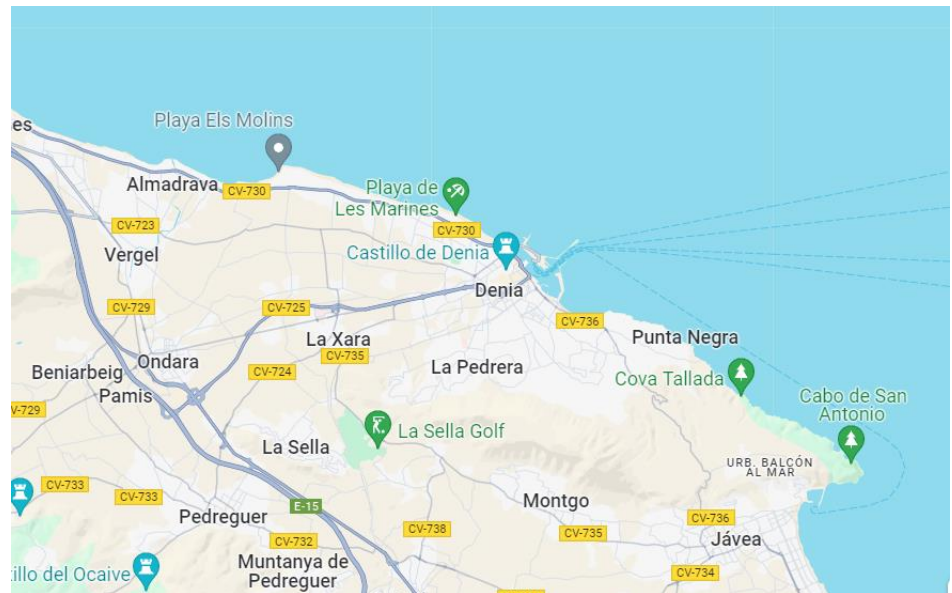 es
Playa Els Molins
Almadrava
CV-730
Playa de
Les Marines
CV-723
CV-730
Vergel
Castillo de Denia
Denia
CV-729
CV-725
CV-736
La Xara
Punta Negra
CV-735
Ondara
La Pedrera
Beniarbeig
CV-724
Cova Tallada
Pamis
Cabo de San
Antonio
V-729
La Sella Golf
La Sella
URB. BALCÓN
AL MAR
CV-733
CV-733
Montgo
E-15
Pedreguer
CV-736
CV-738
CV-735
Jávea
CV-732
Muntanya de
Pedreguer
tillo del Ocaive
CV-734